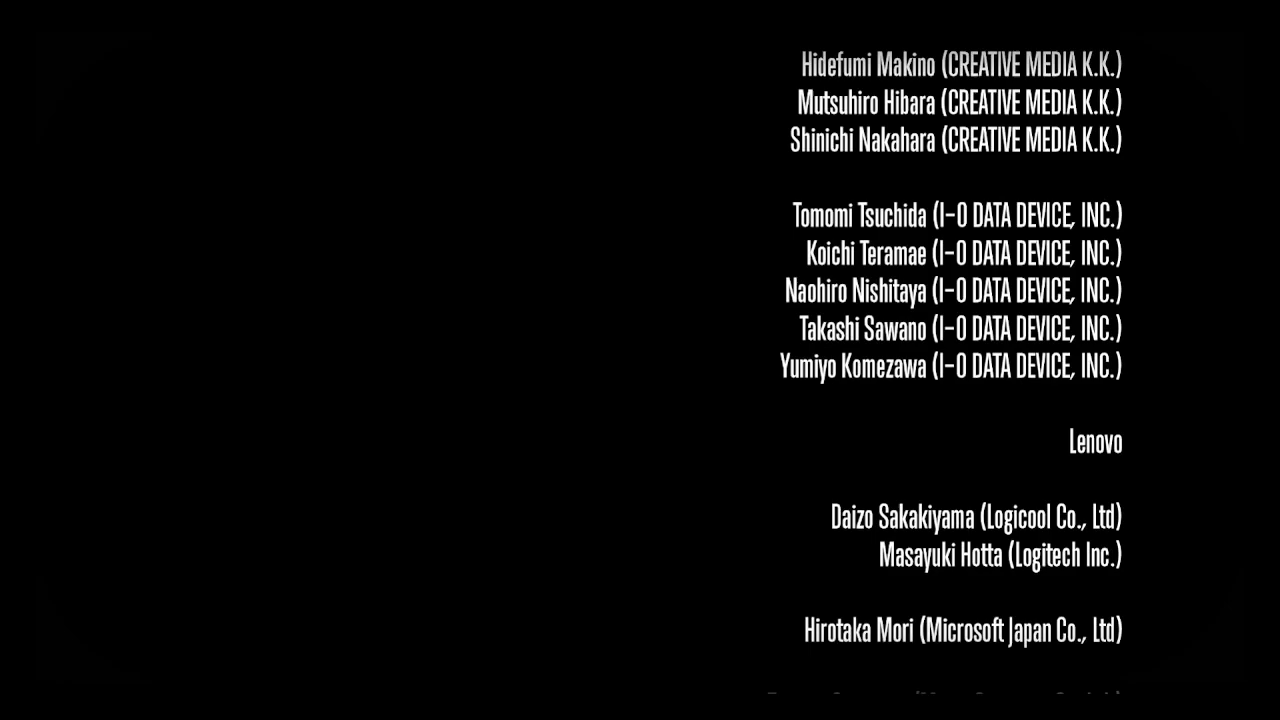 Hidefumi Makino (CREATIVE MEDIA K.K.)
Mutsuhiro Hibara (CREATIVE MEDIA K.K.)
Shinichi Nakahara (CREATIVE MEDIA K.K.)
Tomomi Tsuchida (I-O DATA DEVICE, INC.)
Koichi Teramae (I-O DATA DEVICE, INC.)
Naohiro Nishitaya (I-O DATA DEVICE, INC.)
Takashi Sawano (I-O DATA DEVICE, INC.)
Yumiyo Komezawa (I-O DATA DEVICE, INC.)
Lenovo
Daizo Sakakiyama (Logicool Co., Ltd)
Masayuki Hotta (Logitech Inc.)
Hirotaka Mori (Microsoft Japan Co., Ltd)